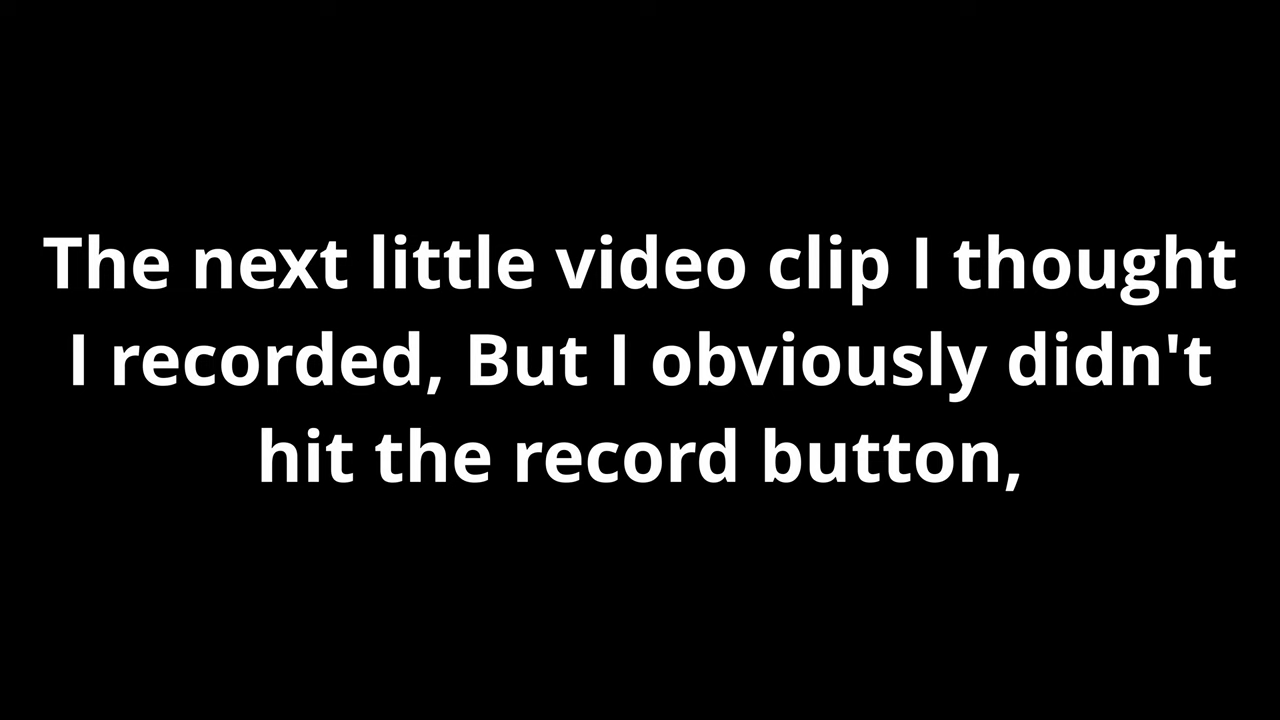 The next little video clip I thought
I recorded, But I obviously didn't
hit the record button,